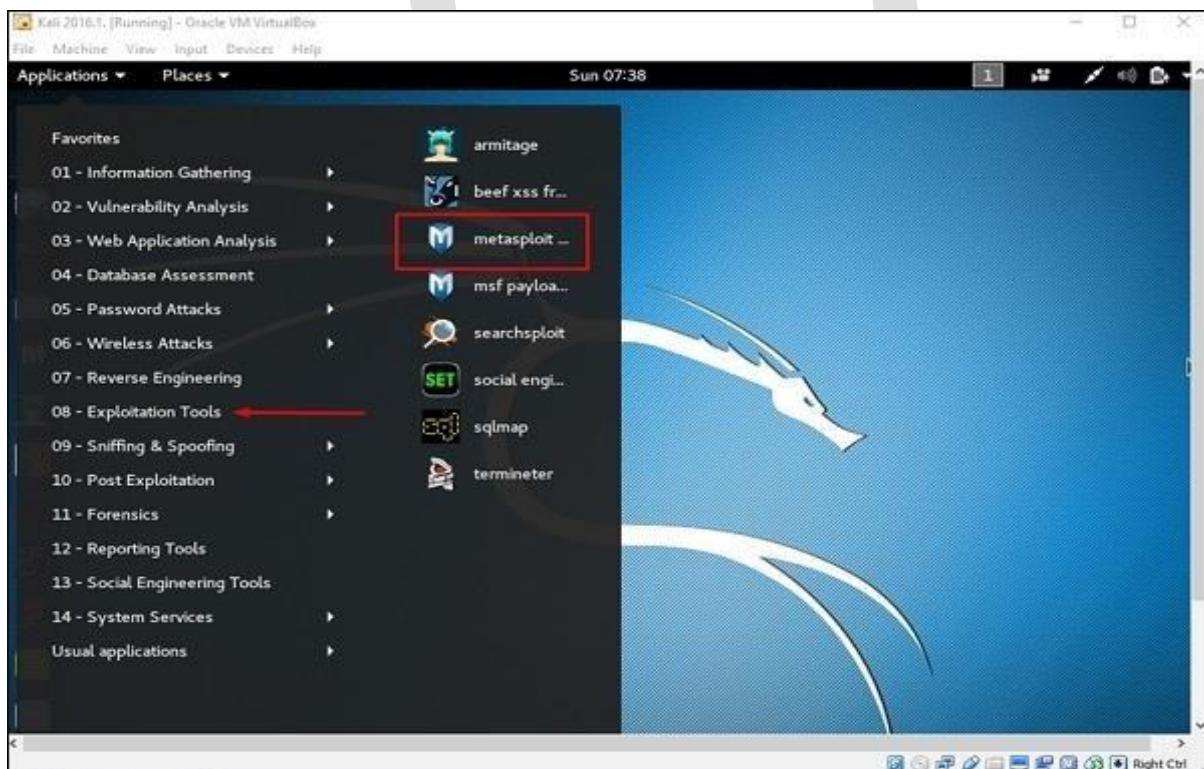 Kali 2016.1. [Running] - Oracle VM VirtualBox
File Machine View Input Devices Help
Applications Places Sun 07:38 1
Favorites
01 - Information Gathering
02 - Vulnerability Analysis
03 - Web Application Analysis
04 - Database Assessment
05 - Password Attacks
06 - Wireless Attacks
07 - Reverse Engineering
08 - Exploitation Tools
09 - Sniffing & Spoofing
10 - Post Exploitation
11 - Forensics
12 - Reporting Tools
13 - Social Engineering Tools
14 - System Services
Usual applications
armitage
beef xss fr...
metasploit ...
msf payloa...
searchsploit
SET social engi...
sqlmap
termineter
Right Ctrl